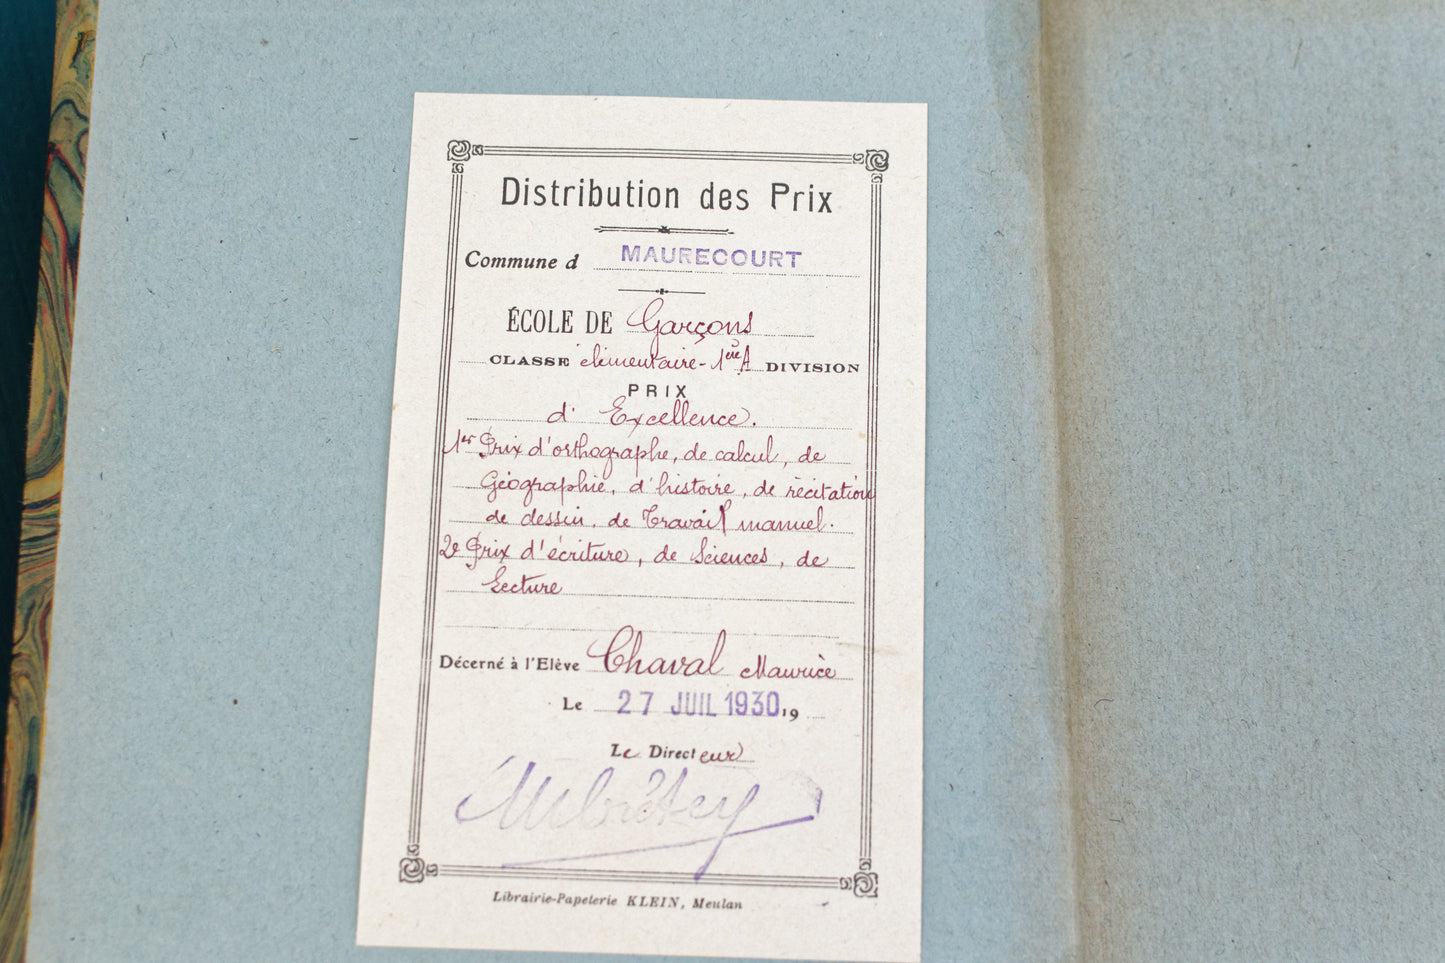 Distribution des Prix
Commune d MAURECOURT
ÉCOLE DE Garçons
CLASSE élémentaire - 1ère A DIVISION
PRIX
d' Excellence.
1er Prix d'orthographe, de calcul, de
Géographie, d'histoire, de récitation
de dessin, de Travail manuel.
2e Prix d'écriture, de Sciences, de
Lecture
Décerné à l'Elève Chaval Maurice
Le 27 JUIL 1930, 19
Le Directeur
Librairie-Papeterie KLEIN, Meulan